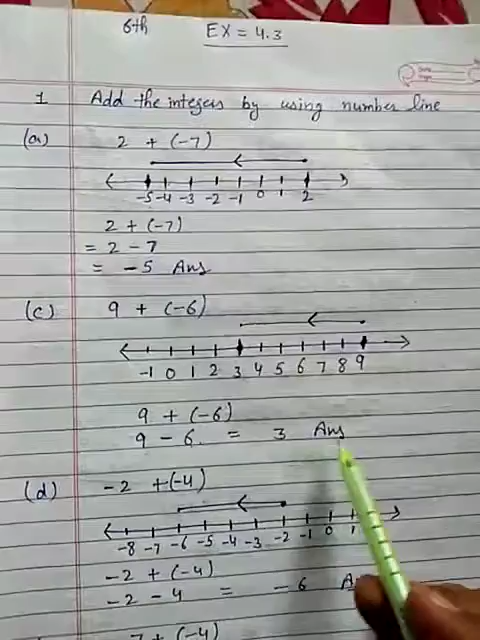 6th EX = 4.3
1 Add the integers by using number line
(a) 2 + (-7)
-5 -4 -3 -2 -1 0 1 2
2 + (-7)
= 2 - 7
= -5 Ans
(c) 9 + (-6)
-1 0 1 2 3 4 5 6 7 8 9
9 + (-6)
9 - 6 = 3 Ans
(d) -2 + (-4)
-8 -7 -6 -5 -4 -3 -2 -1 0 1
-2 + (-4)
-2 - 4 = -6
7 + (-4)